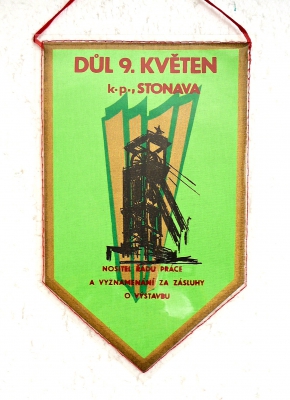 DŮL 9. KVĚTEN
k.p., STONAVA
NOSITEL ŘÁDU PRÁCE
A VYZNAMENÁNÍ ZA ZÁSLUHY
O VÝSTAVBU